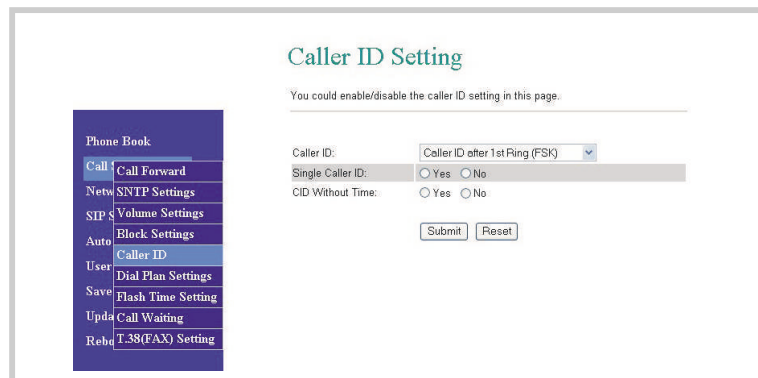 Caller ID Setting
You could enable/disable the caller ID setting in this page.
Phone Book
Call
Call Forward
SNTP Settings
SIP
Volume Settings
Block Settings
Auto
Caller ID
User
Dial Plan Settings
Save
Flash Time Setting
Call Waiting
T.38(FAX) Setting
Caller ID: Caller ID after 1st Ring (FSK)
Single Caller ID: Yes No
CID Without Time: Yes No
Submit Reset